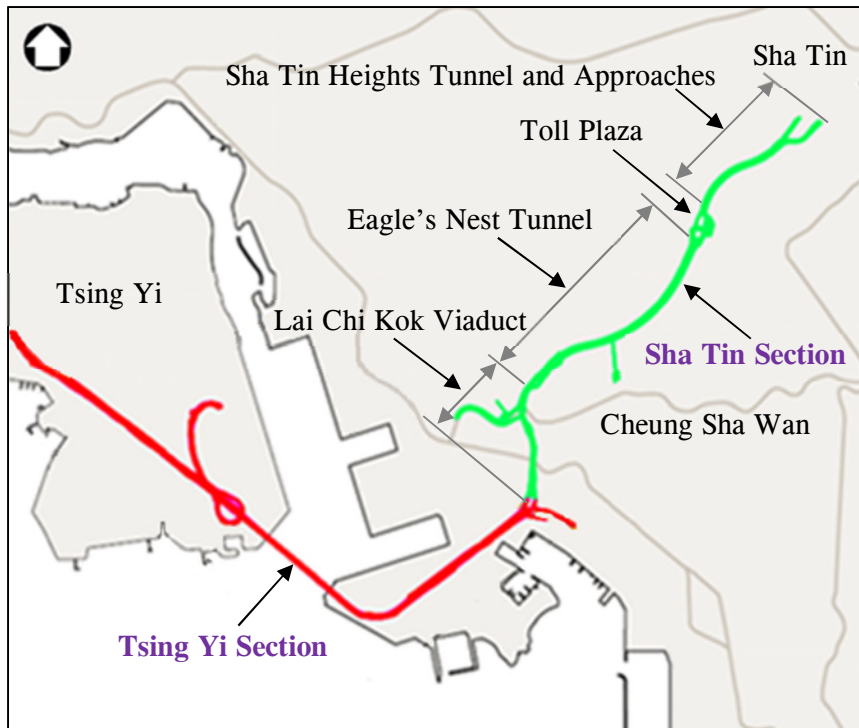 Sha Tin
Sha Tin Heights Tunnel and Approaches
Toll Plaza
Eagle's Nest Tunnel
Tsing Yi
Lai Chi Kok Viaduct
Sha Tin Section
Cheung Sha Wan
Tsing Yi Section